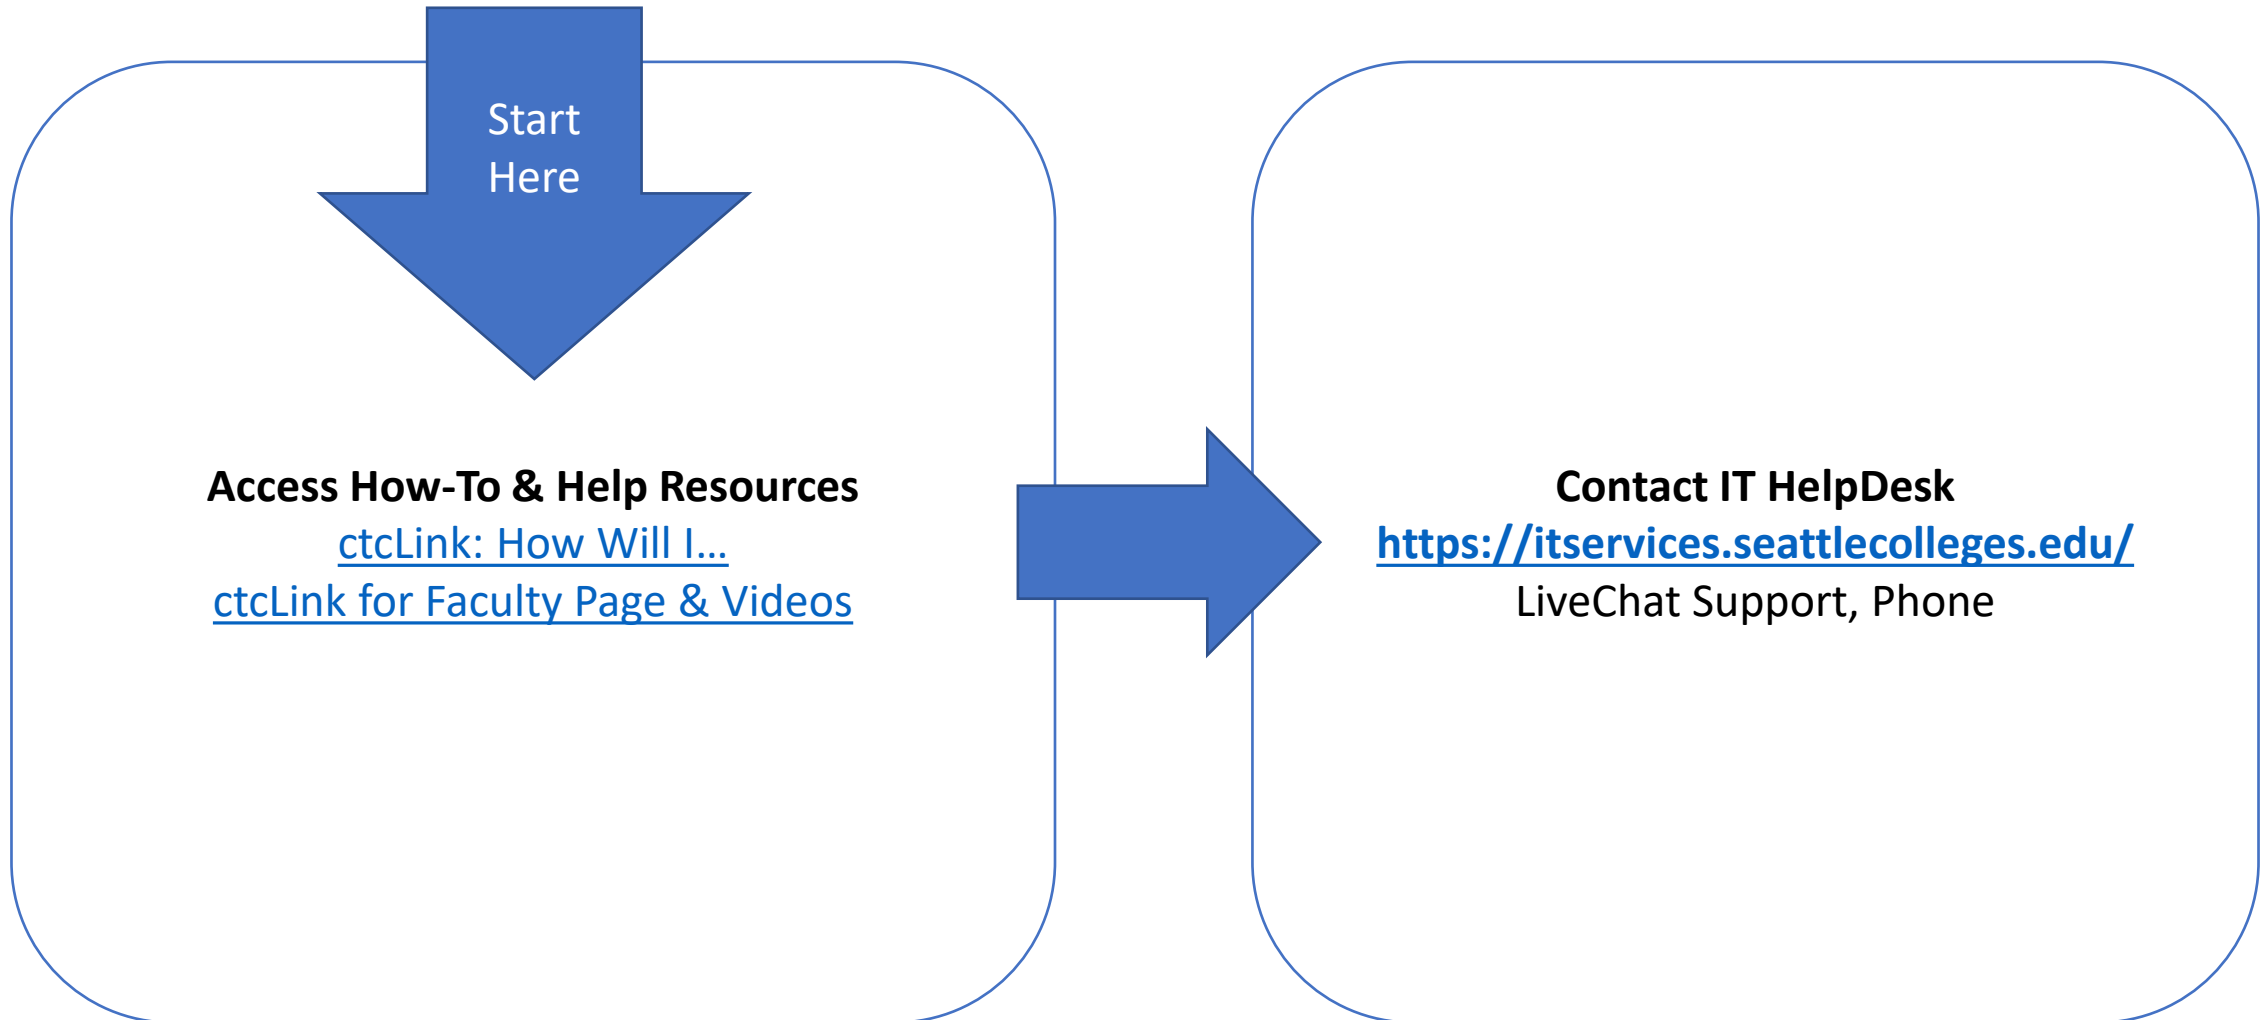 Start
Here
Access How-To & Help Resources
ctcLink: How Will I...
ctcLink for Faculty Page & Videos
Contact IT HelpDesk
https://itservices.seattlecolleges.edu/
LiveChat Support, Phone